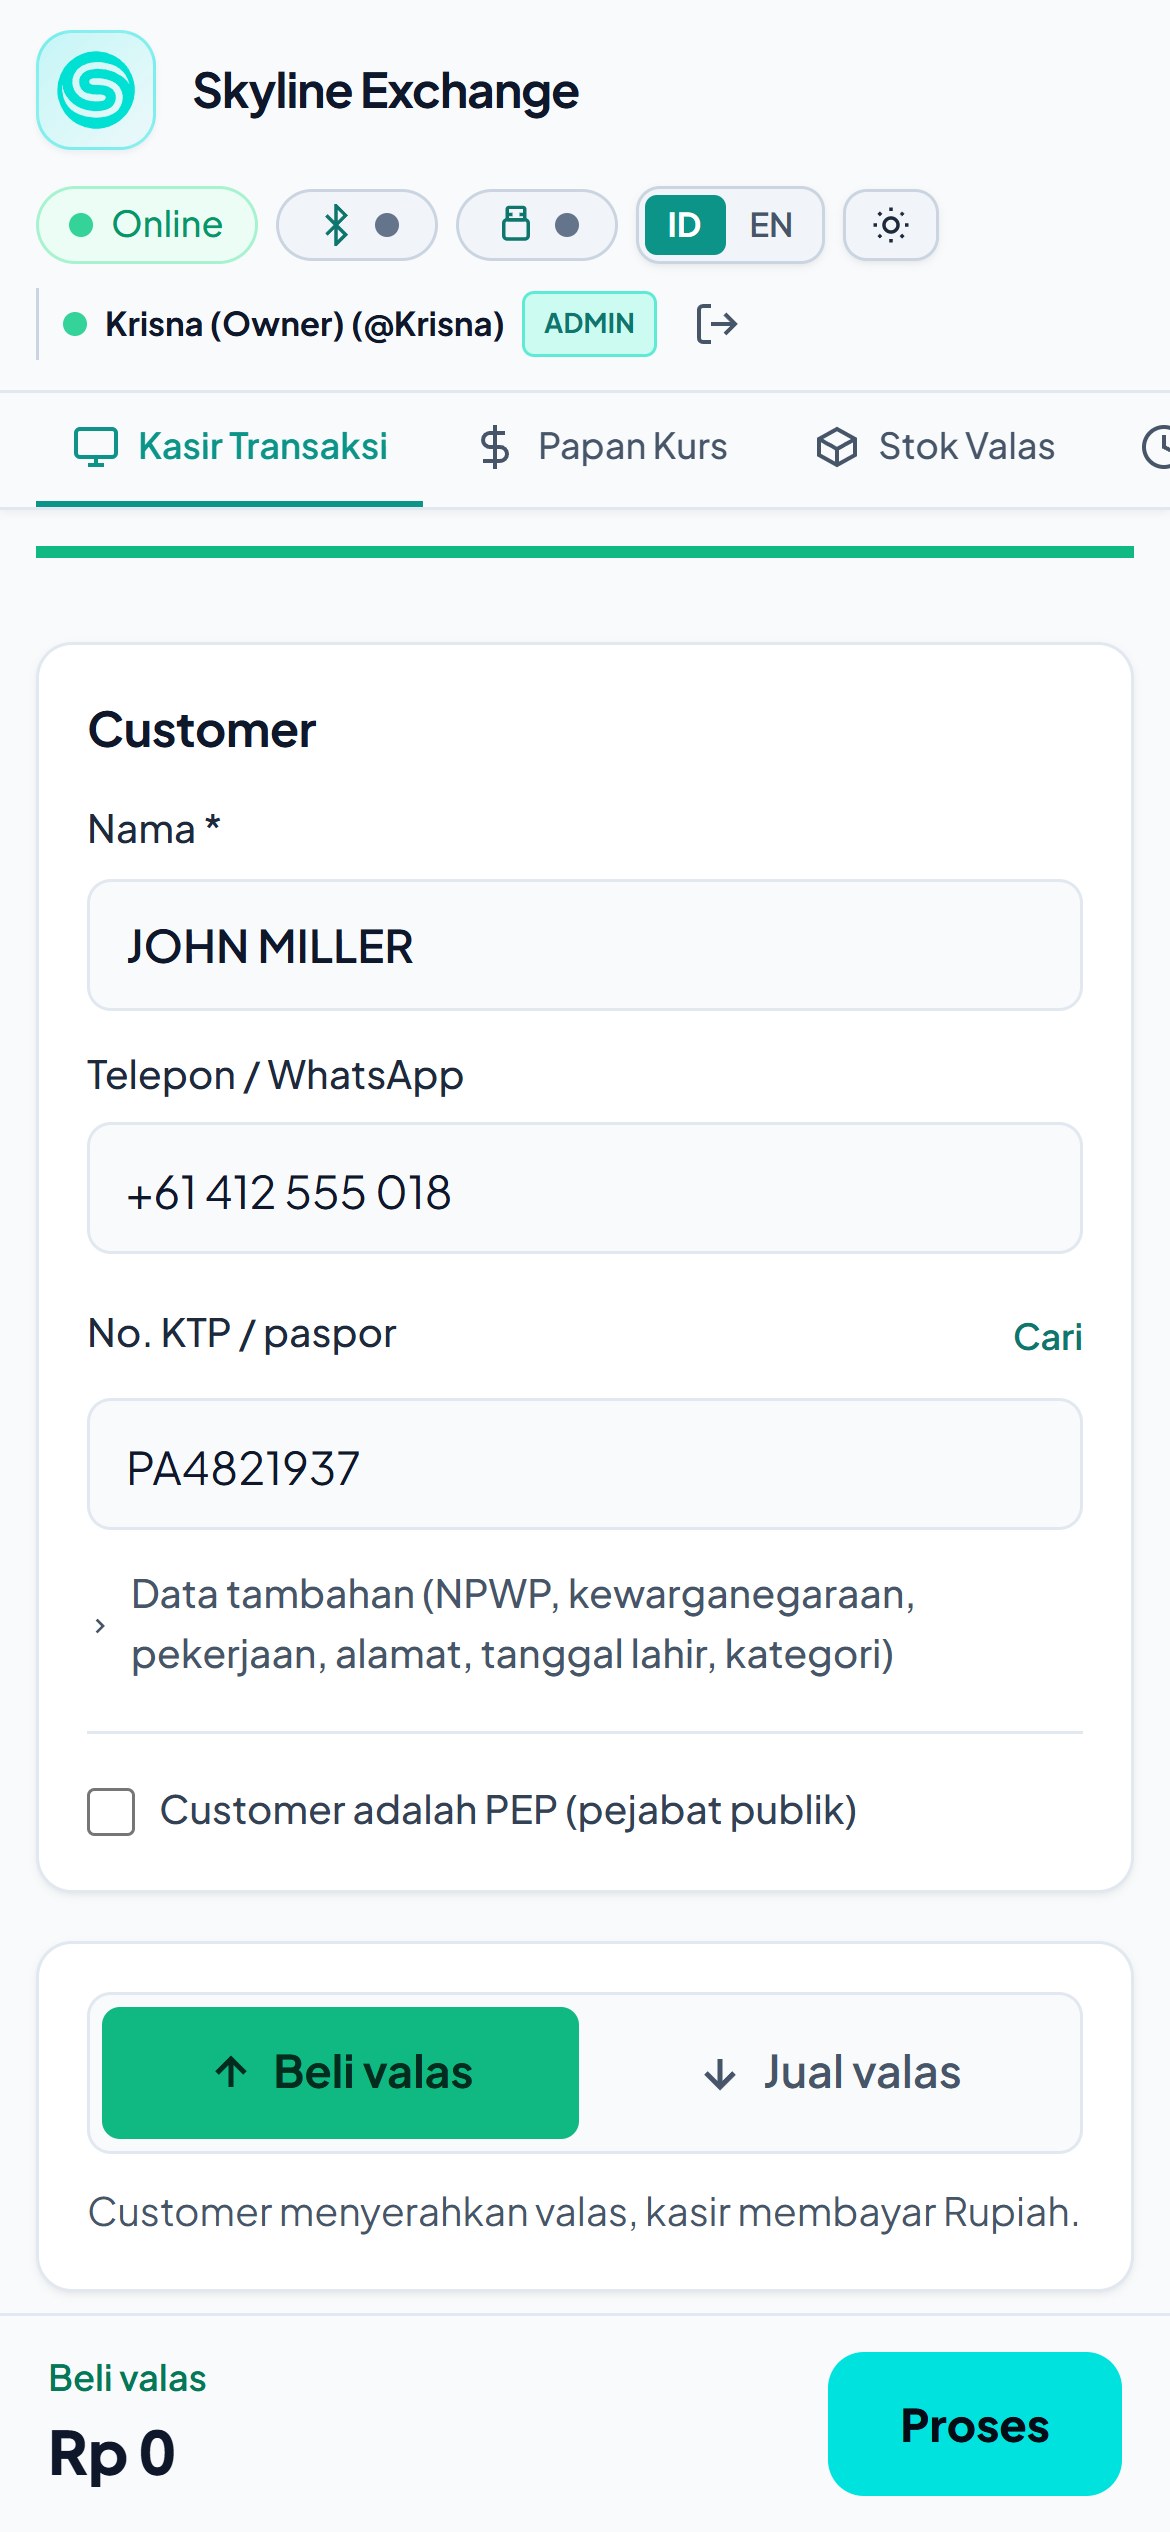 Skyline Exchange
Online
ID EN
Krisna (Owner) (@Krisna) ADMIN
Kasir Transaksi Papan Kurs Stok Valas
Customer
Nama *
JOHN MILLER
Telepon / WhatsApp
+61 412 555 018
No. KTP / paspor Cari
PA4821937
Data tambahan (NPWP, kewarganegaraan,
pekerjaan, alamat, tanggal lahir, kategori)
Customer adalah PEP (pejabat publik)
Beli valas Jual valas
Customer menyerahkan valas, kasir membayar Rupiah.
Beli valas
Rp 0
Proses